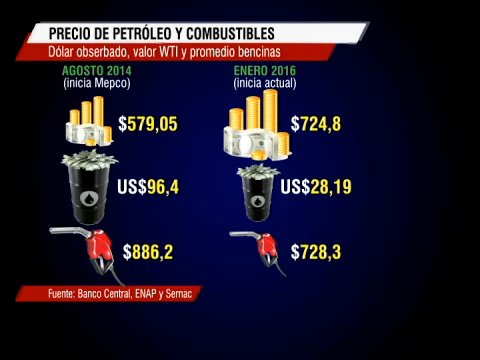 PRECIO DE PETRÓLEO Y COMBUSTIBLES
Dólar obserbado, valor WTI y promedio bencinas
AGOSTO 2014
(inicia Mepco)
ENERO 2016
(inicia actual)
$579,05
$724,8
US$96,4
US$28,19
$886,2
$728,3
Fuente: Banco Central, ENAP y Sernac